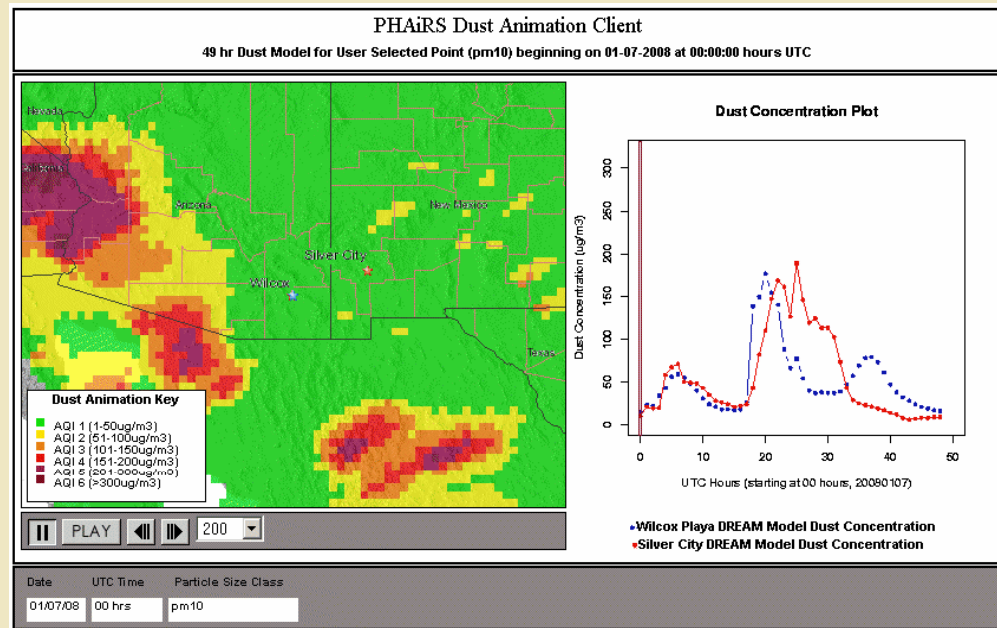 PHAiRS Dust Animation Client
49 hr Dust Model for User Selected Point (pm10) beginning on 01-07-2008 at 00:00:00 hours UTC
Nevada
Arizona
New Mexico
Silver City
Wilcox
Texas
Dust Animation Key
AQI 1 (1-50ug/m3)
AQI 2 (51-100ug/m3)
AQI 3 (101-150ug/m3)
AQI 4 (151-200ug/m3)
AQI 5 (201-300ug/m3)
AQI 6 (>300ug/m3)
PLAY
200
Dust Concentration Plot
Dust Concentration (ug/m3)
300
250
200
150
100
50
0
0 10 20 30 40 50
UTC Hours (starting at 00 hours, 20080107)
Wilcox Playa DREAM Model Dust Concentration
Silver City DREAM Model Dust Concentration
Date UTC Time Particle Size Class
01/07/08 00 hrs pm10